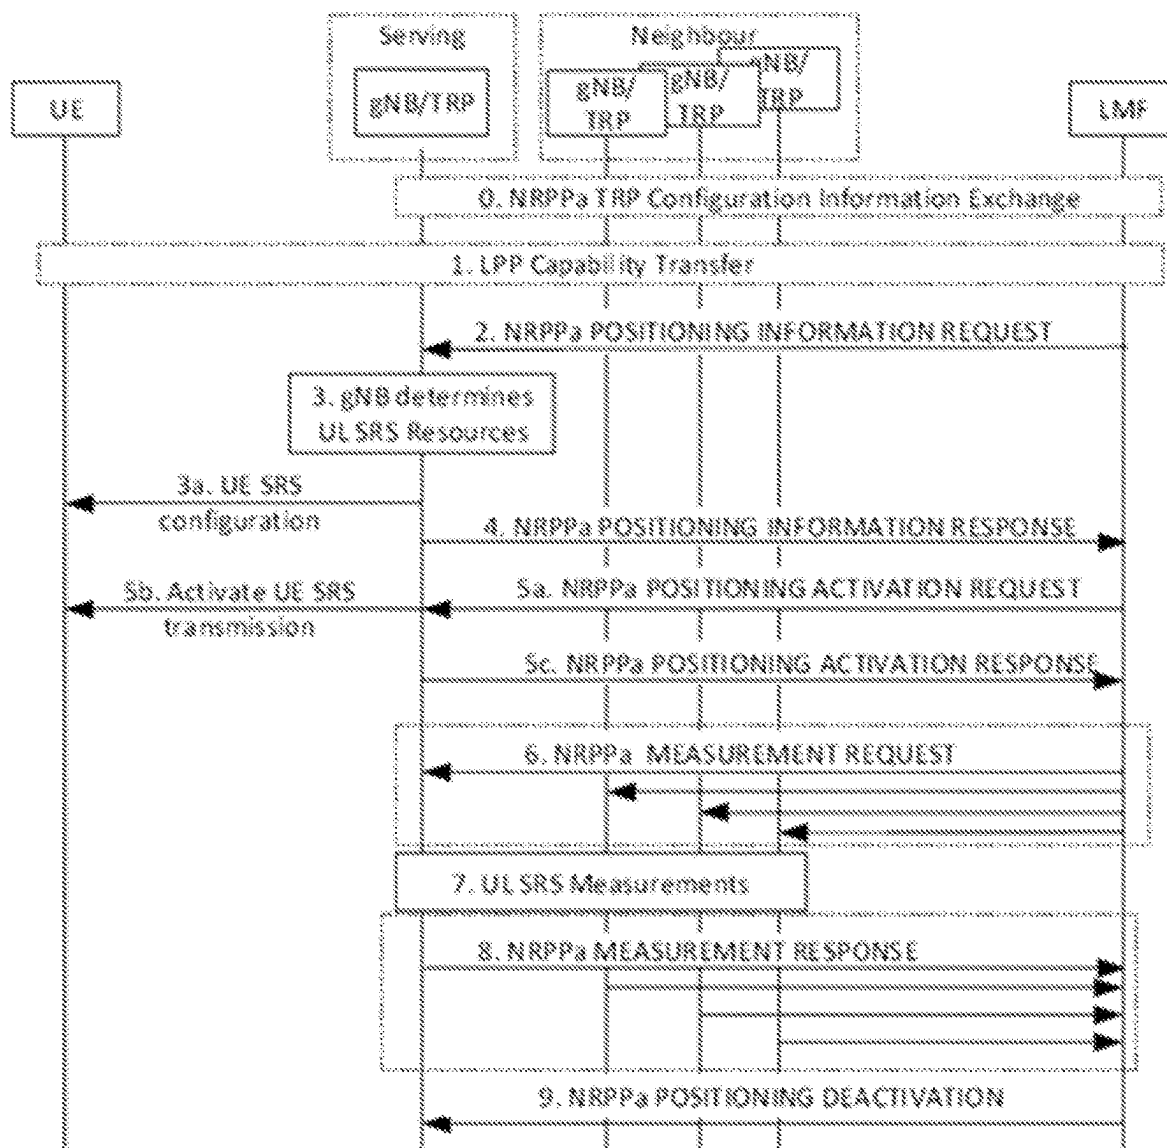 Serving
Neighbour
UE
gNB/TRP
gNB/
TRP
gNB/
TRP
gNB/
TRP
LMF
0. NRPPa TRP Configuration Information Exchange
1. LPP Capability Transfer
2. NRPPa POSITIONING INFORMATION REQUEST
3. gNB determines
UL SRS Resources
3a. UE SRS
configuration
4. NRPPa POSITIONING INFORMATION RESPONSE
5b. Activate UE SRS
transmission
5a. NRPPa POSITIONING ACTIVATION REQUEST
5c. NRPPa POSITIONING ACTIVATION RESPONSE
6. NRPPa MEASUREMENT REQUEST
7. UL SRS Measurements
8. NRPPa MEASUREMENT RESPONSE
9. NRPPa POSITIONING DEACTIVATION